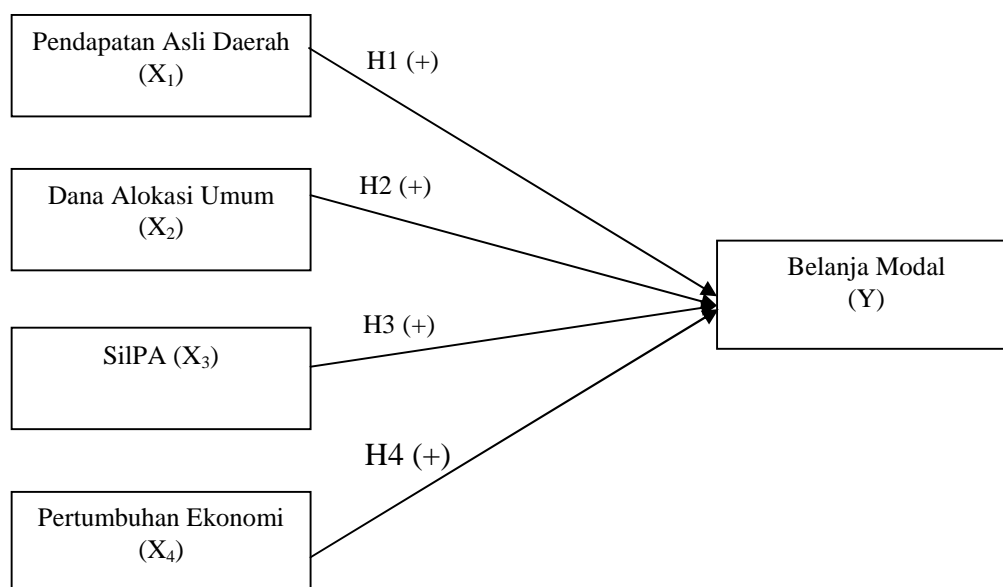 Pendapatan Asli Daerah
(X₁)
H1 (+)
Dana Alokasi Umum
(X₂)
H2 (+)
Belanja Modal
(Y)
SilPA (X₃)
H3 (+)
H4 (+)
Pertumbuhan Ekonomi
(X₄)